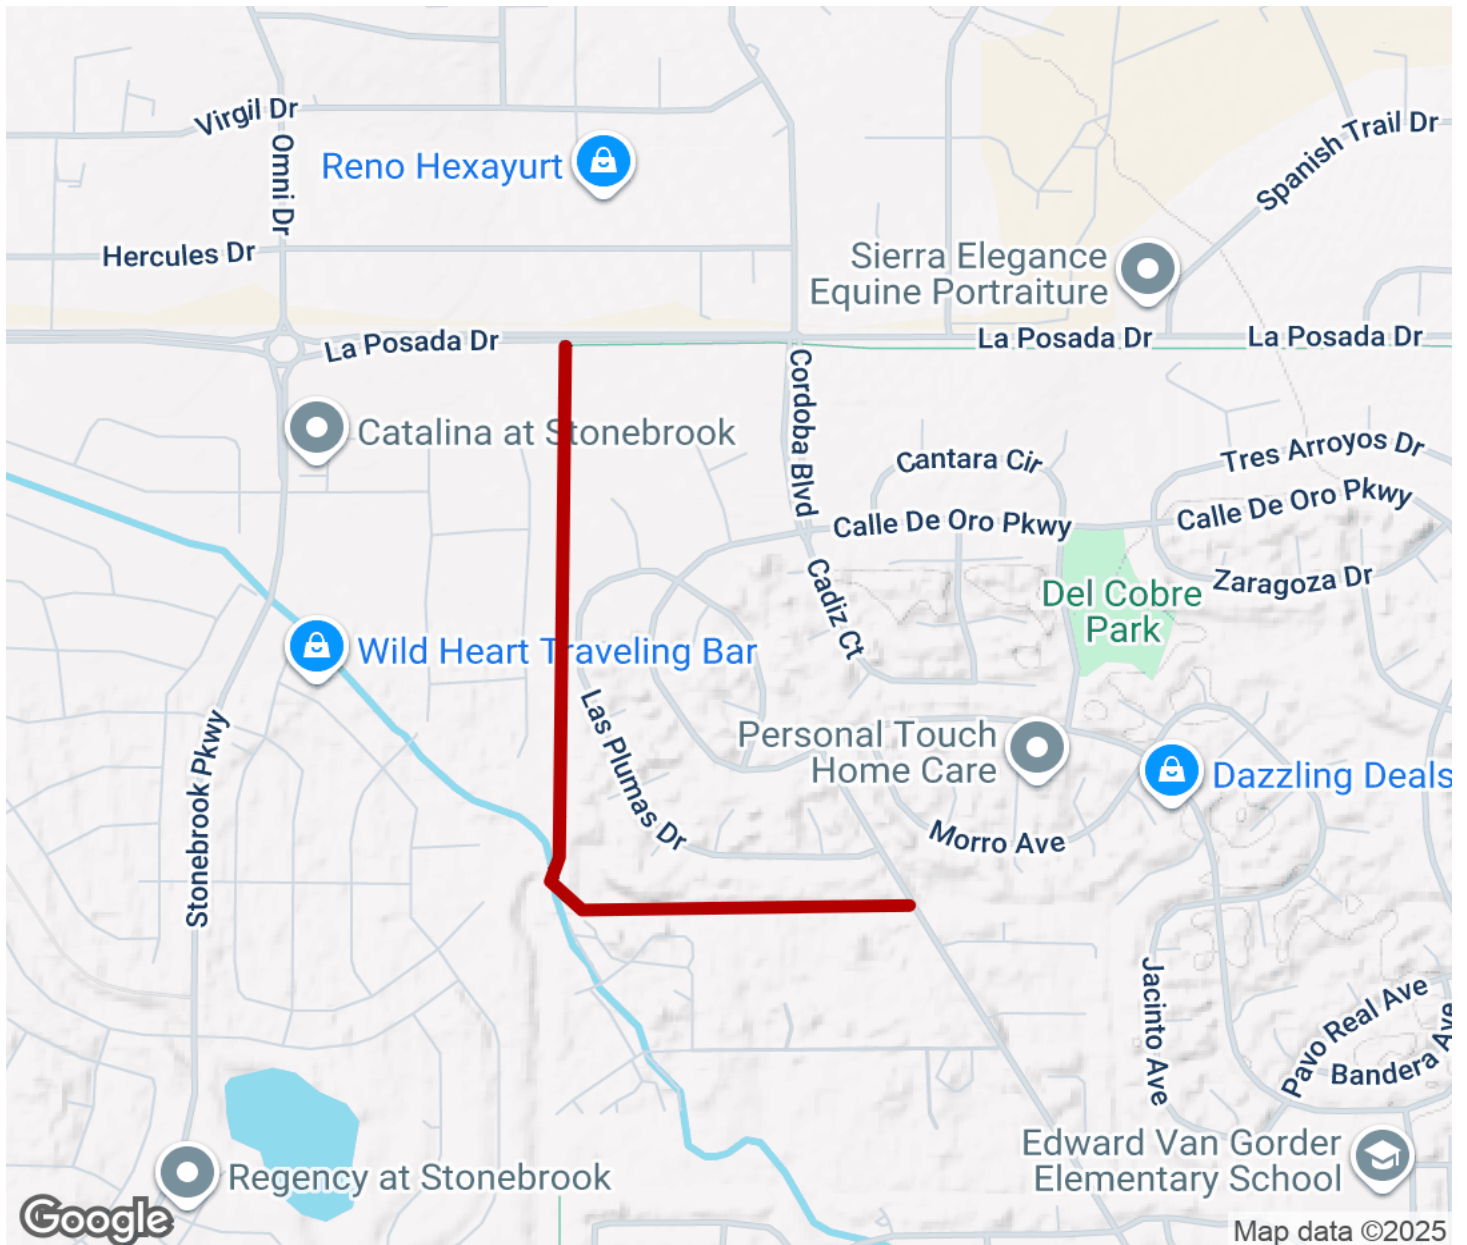 Virgil Dr
Omni Dr
Spanish Trail Dr
Reno Hexayurt
Hercules Dr
Sierra Elegance
Equine Portraiture
La Posada Dr
La Posada Dr
La Posada Dr
Cordoba Blvd
Catalina at Stonebrook
Cantara Cir
Tres Arroyos Dr
Calle De Oro Pkwy
Calle De Oro Pkwy
Cadiz Ct
Zaragoza Dr
Del Cobre
Park
Wild Heart Traveling Bar
Las Plumas Dr
Stonebrook Pkwy
Personal Touch
Home Care
Dazzling Deals
Morro Ave
Jacinto Ave
Pavo Real Ave
Bandera Ave
Edward Van Gorder
Elementary School
Regency at Stonebrook
Google
Map data ©2025